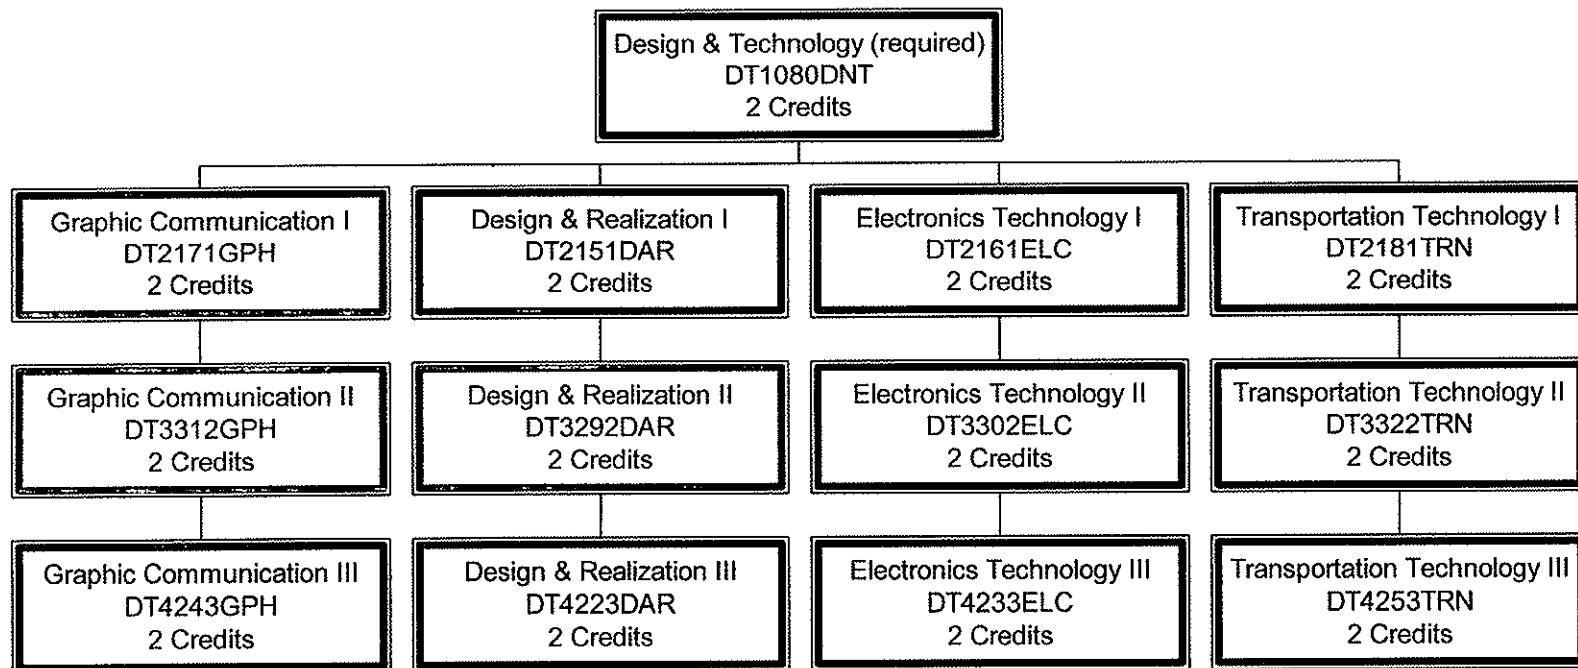 Design & Technology (required)
DT1080DNT
2 Credits
Graphic Communication I
DT2171GPH
2 Credits
Design & Realization I
DT2151DAR
2 Credits
Electronics Technology I
DT2161ELC
2 Credits
Transportation Technology I
DT2181TRN
2 Credits
Graphic Communication II
DT3312GPH
2 Credits
Design & Realization II
DT3292DAR
2 Credits
Electronics Technology II
DT3302ELC
2 Credits
Transportation Technology II
DT3322TRN
2 Credits
Graphic Communication III
DT4243GPH
2 Credits
Design & Realization III
DT4223DAR
2 Credits
Electronics Technology III
DT4233ELC
2 Credits
Transportation Technology III
DT4253TRN
2 Credits